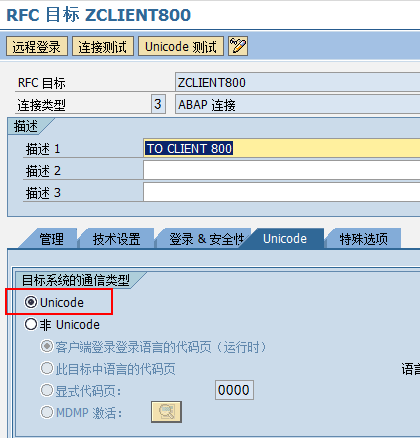 RFC 目标 ZCLIENT800
远程登录 连接测试 Unicode 测试
RFC 目标 ZCLIENT800
连接类型 3 ABAP 连接
描述
描述 1 TO CLIENT 800
描述 2
描述 3
管理 技术设置 登录 & 安全性 Unicode 特殊选项
目标系统的通信类型
Unicode
非 Unicode
客户端登录登录语言的代码页（运行时）
此目标中语言的代码页 语言
显式代码页： 0000
MDMP 激活：